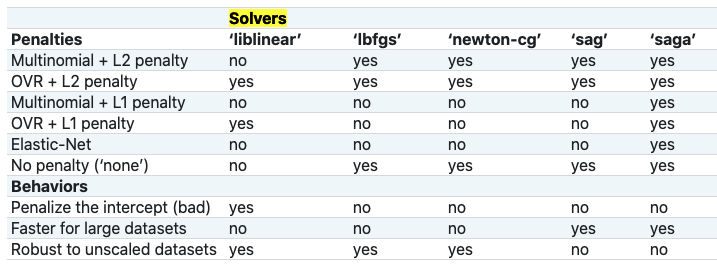 Solvers
Penalties ‘liblinear’ ‘lbfgs’ ‘newton-cg’ ‘sag’ ‘saga’
Multinomial + L2 penalty no yes yes yes yes
OVR + L2 penalty yes yes yes yes yes
Multinomial + L1 penalty no no no no yes
OVR + L1 penalty yes no no no yes
Elastic-Net no no no no yes
No penalty (‘none’) no yes yes yes yes
Behaviors
Penalize the intercept (bad) yes no no no no
Faster for large datasets no no no yes yes
Robust to unscaled datasets yes yes yes no no